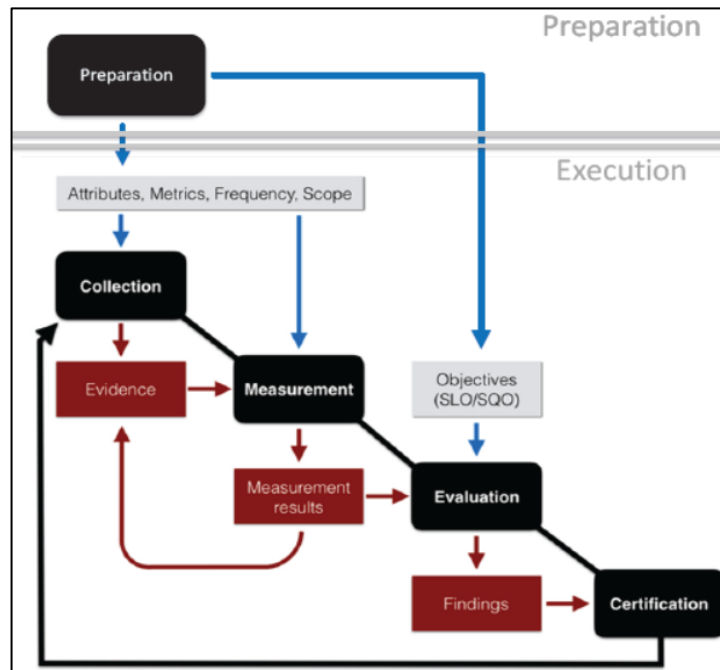 Preparation
Preparation
Execution
Attributes, Metrics, Frequency, Scope
Collection
Evidence
Measurement
Objectives
(SLO/SQO)
Measurement
results
Evaluation
Findings
Certification